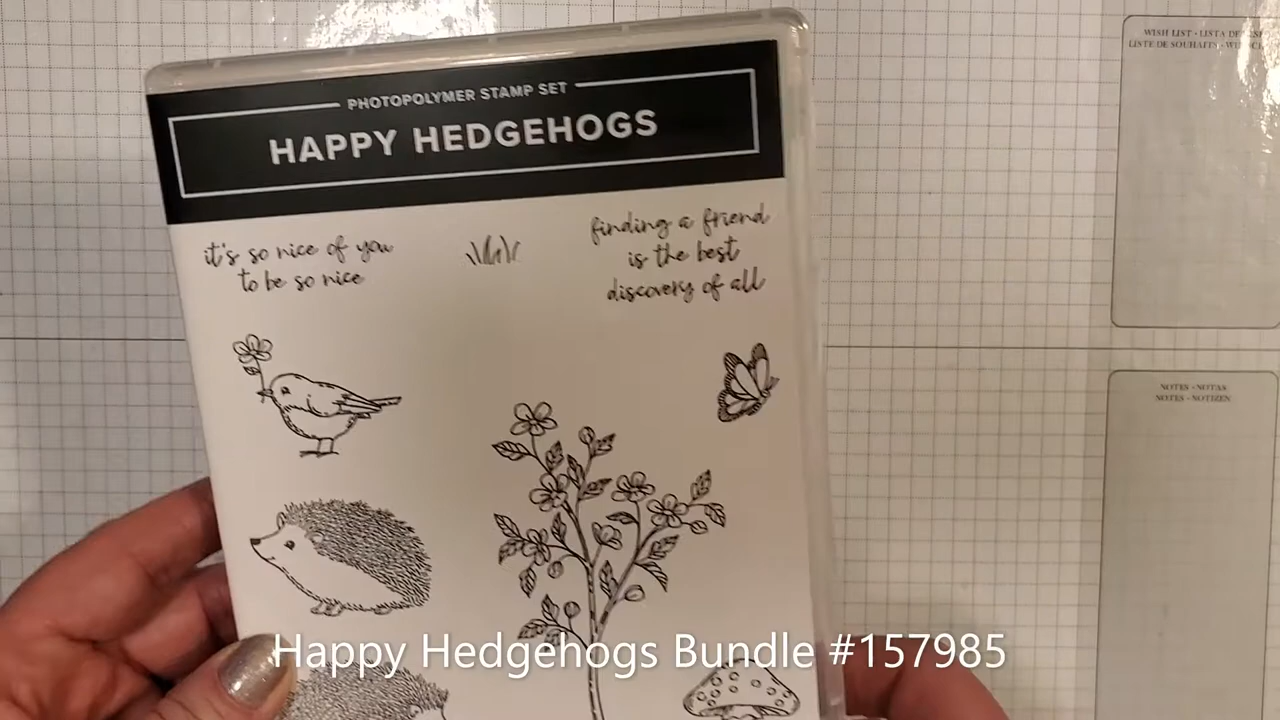 PHOTOPOLYMER STAMP SET
HAPPY HEDGEHOGS
it's so nice of you
to be so nice
finding a friend
is the best
discovery of all
WISH LIST • LISTA DE
LISTE DE SOUHAITS
NOTES • NOTAS
NOTES • NOTIZEN
Happy Hedgehogs Bundle #157985